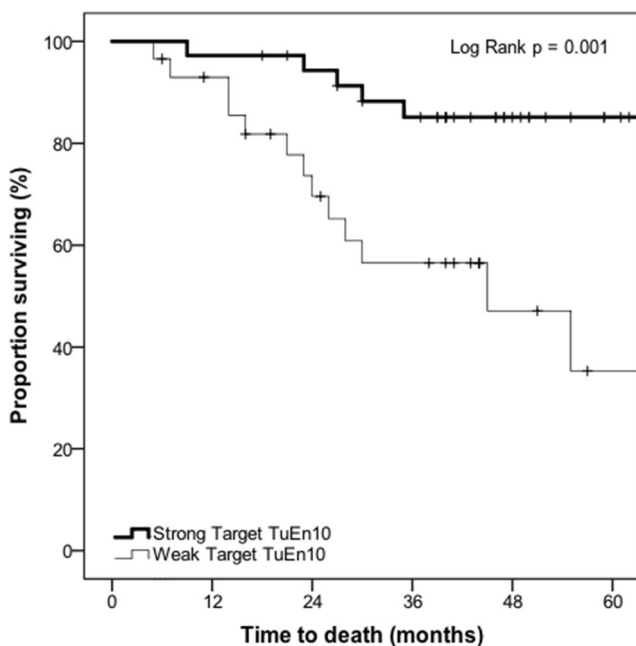 Log Rank p = 0.001
Proportion surviving (%)
100
80
60
40
20
0
Strong Target TuEn10
Weak Target TuEn10
0 12 24 36 48 60
Time to death (months)